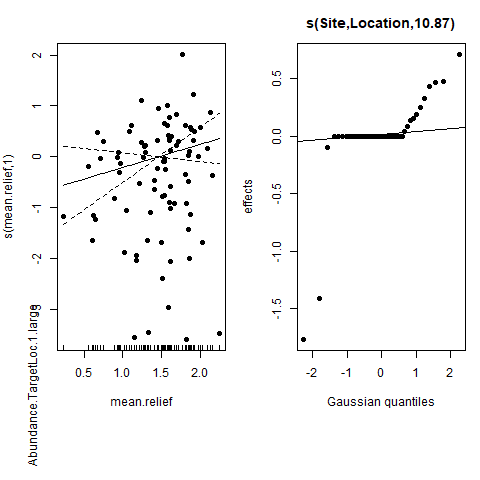 s(Site,Location,10.87)
s(mean.relief,1)
Abundance.TargetLoc.1.large
2
1
0
-1
-2
-3
0.5 1.0 1.5 2.0
mean.relief
effects
0.5
0.0
-0.5
-1.0
-1.5
-2 -1 0 1 2
Gaussian quantiles